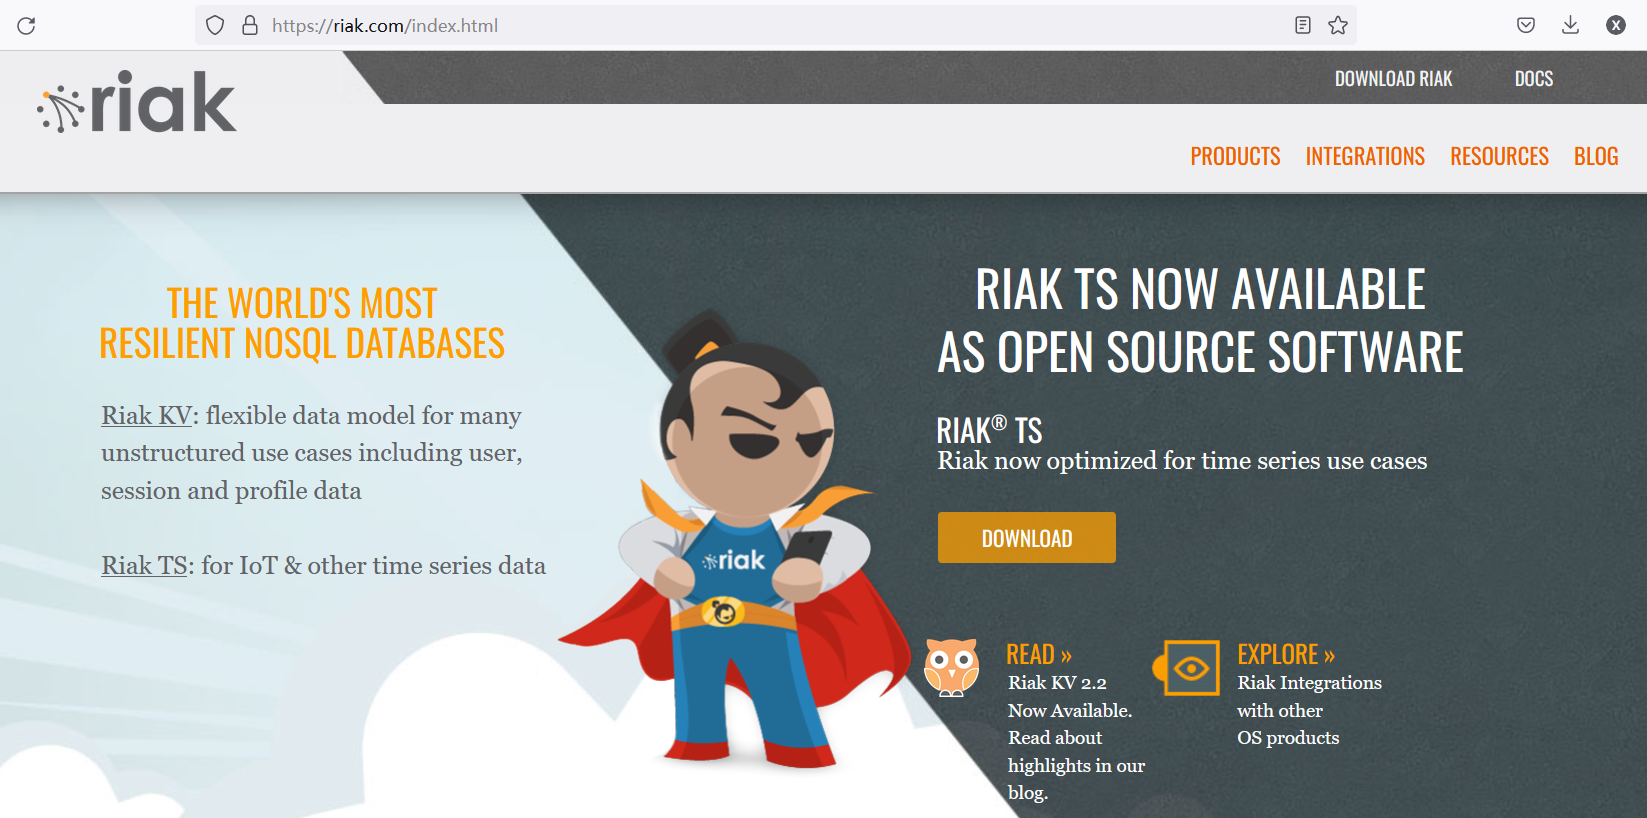 https://riak.com/index.html
X
riak
DOWNLOAD RIAK
DOCS
PRODUCTS
INTEGRATIONS
RESOURCES
BLOG
THE WORLD'S MOST
RESILIENT NOSQL DATABASES
Riak KV: flexible data model for many
unstructured use cases including user,
session and profile data
Riak TS: for IoT & other time series data
riak
RIAK TS NOW AVAILABLE
AS OPEN SOURCE SOFTWARE
RIAK® TS
Riak now optimized for time series use cases
DOWNLOAD
READ »
Riak KV 2.2
Now Available.
Read about
highlights in our
blog.
EXPLORE »
Riak Integrations
with other
OS products